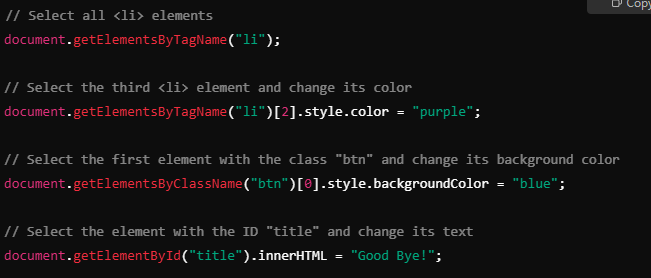 Copy
// Select all <li> elements
document.getElementsByTagName("li");
// Select the third <li> element and change its color
document.getElementsByTagName("li")[2].style.color = "purple";
// Select the first element with the class "btn" and change its background color
document.getElementsByClassName("btn")[0].style.backgroundColor = "blue";
// Select the element with the ID "title" and change its text
document.getElementById("title").innerHTML = "Good Bye!";